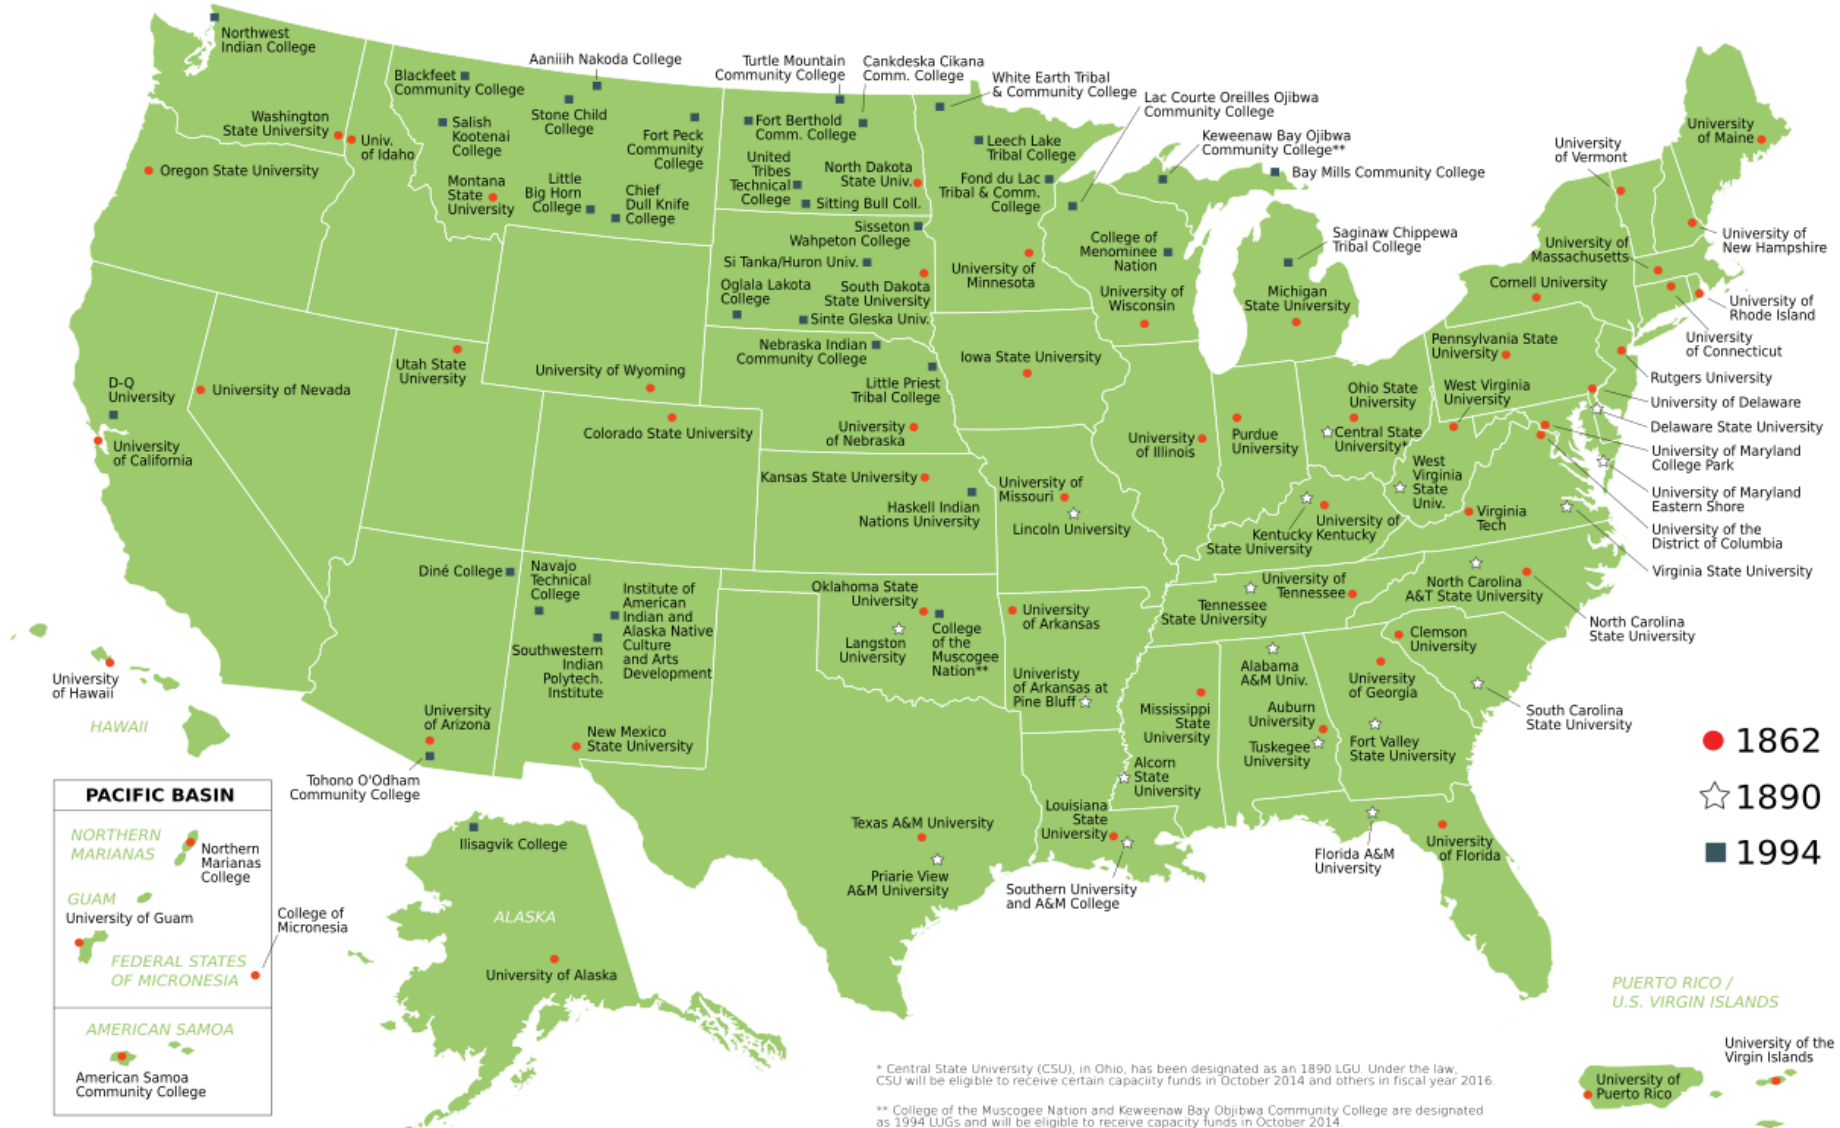 Northwest
Indian College
Washington
State University
Univ.
of Idaho
Oregon State University
Blackfeet
Community College
Salish
Kootenai
College
Montana
State
University
Aaniiih Nakoda College
Stone Child
College
Fort Peck
Community
College
Little
Big Horn
College
Chief
Dull Knife
College
Turtle Mountain
Community College
Cankdeska Cikana
Comm. College
Fort Berthold
Comm. College
United
Tribes
Technical
College
North Dakota
State Univ.
Sitting Bull Coll.
Sisseton
Wahpeton College
Si Tanka/Huron Univ.
Oglala Lakota
College
South Dakota
State University
Sinte Gleska Univ.
White Earth Tribal
& Community College
Leech Lake
Tribal College
Fond du Lac
Tribal & Comm.
College
University of
Minnesota
Lac Courte Oreilles Ojibwa
Community College
Keweenaw Bay Ojibwa
Community College**
Bay Mills Community College
College of
Menominee
Nation
University of
Wisconsin
Saginaw Chippewa
Tribal College
Michigan
State University
University
of Maine
University
of Vermont
University of
New Hampshire
University of
Massachusetts
Cornell University
University of
Rhode Island
University
of Connecticut
Pennsylvania State
University
Rutgers University
West Virginia
University
University of Delaware
Delaware State University
University of Maryland
College Park
University of Maryland
Eastern Shore
University of the
District of Columbia
Virginia State University
D-Q
University
University
of California
University of Nevada
Utah State
University
University of Wyoming
Colorado State University
Nebraska Indian
Community College
Little Priest
Tribal College
University
of Nebraska
Iowa State University
Kansas State University
Haskell Indian
Nations University
University of
Missouri
Lincoln University
University
of Illinois
Purdue
University
Ohio State
University
Central State
University*
West
Virginia
State
Univ.
Virginia
Tech
Kentucky
State University
University of
Kentucky
University of
Tennessee
Tennessee
State University
North Carolina
A&T State University
North Carolina
State University
Clemson
University
South Carolina
State University
Diné College
Navajo
Technical
College
Institute of
American
Indian and
Alaska Native
Culture
and Arts
Development
Southwestern
Indian
Polytech.
Institute
University
of Arizona
Tohono O'Odham
Community College
New Mexico
State University
Oklahoma State
University
Langston
University
College
of the
Muscogee
Nation**
University
of Arkansas
Univeristy
of Arkansas at
Pine Bluff
Mississippi
State
University
Alcorn
State
University
Alabama
A&M Univ.
Auburn
University
Tuskegee
University
University
of Georgia
Fort Valley
State University
Louisiana
State
University
Southern University
and A&M College
Texas A&M University
Priarie View
A&M University
Florida A&M
University
University
of Florida
University
of Hawaii
HAWAII
PACIFIC BASIN
NORTHERN
MARIANAS
Northern
Marianas
College
GUAM
University of Guam
College of
Micronesia
FEDERAL STATES
OF MICRONESIA
AMERICAN SAMOA
American Samoa
Community College
Ilisagvik College
ALASKA
University of Alaska
1862
1890
1994
PUERTO RICO /
U.S. VIRGIN ISLANDS
University of the
Virgin Islands
University of
Puerto Rico
* Central State University (CSU), in Ohio, has been designated as an 1890 LGU. Under the law,
CSU will be eligible to receive certain capaciity funds in October 2014 and others in fiscal year 2016.
** College of the Muscogee Nation and Keweenaw Bay Objibwa Community College are designated
as 1994 LUGs and will be eligible to receive capacity funds in October 2014.